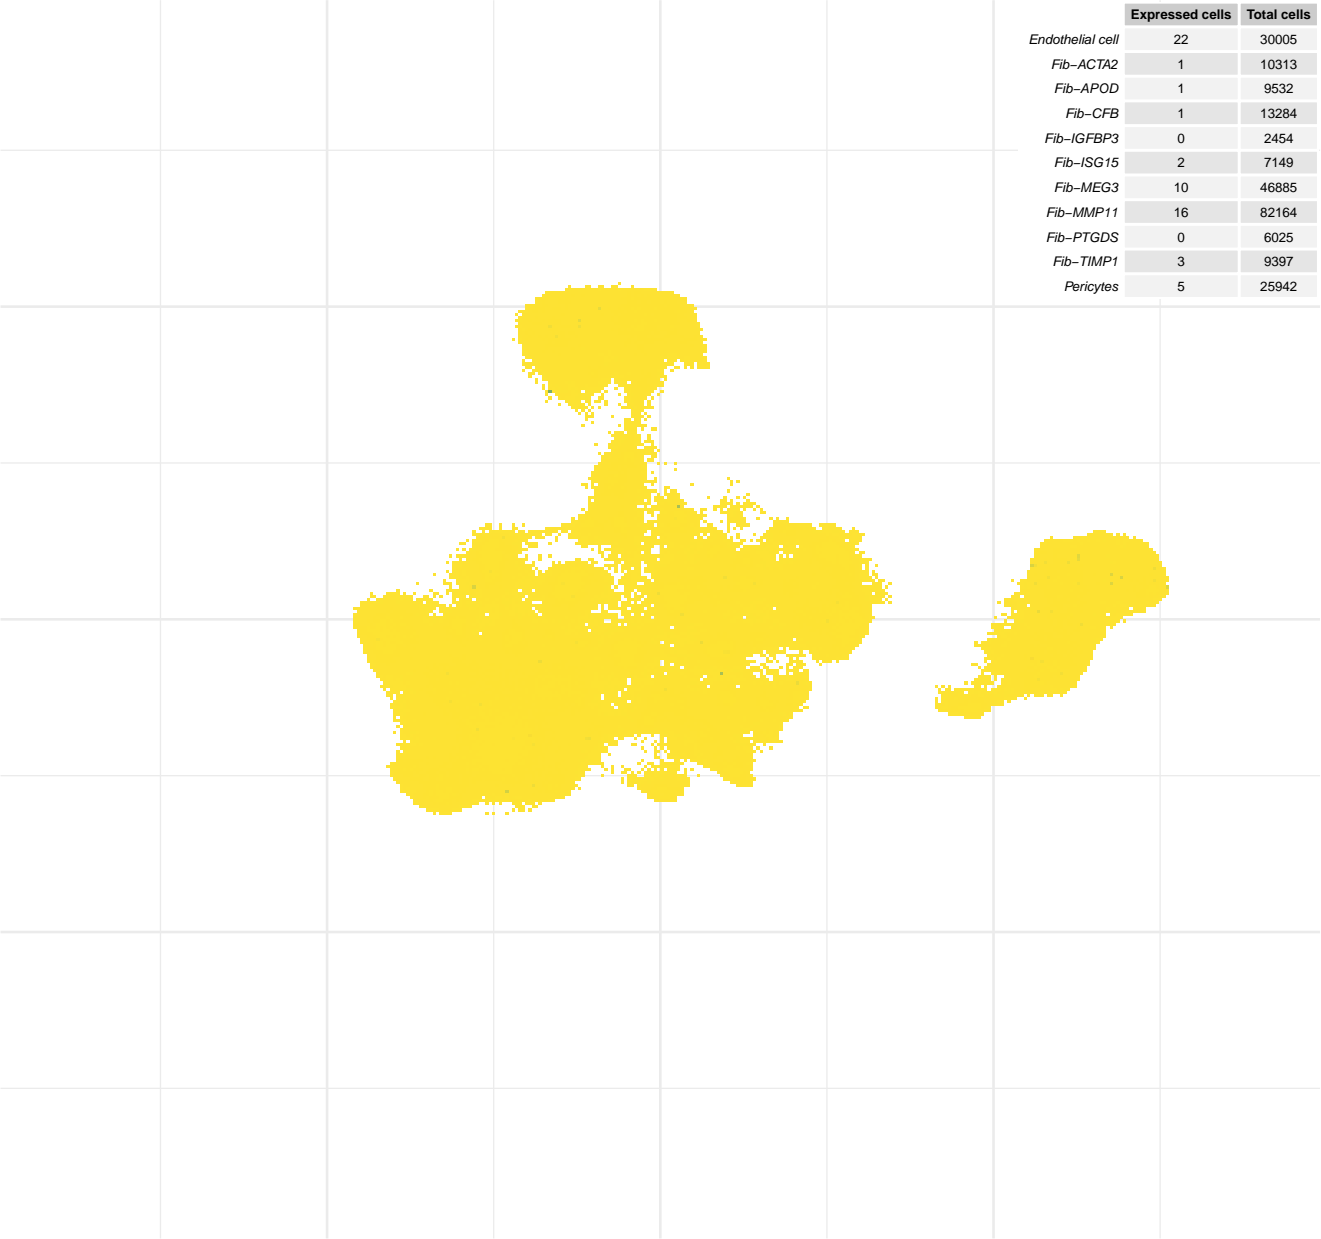 Expressed cells Total cells
Endothelial cell 22 30005
Fib−ACTA2 1 10313
Fib−APOD 1 9532
Fib−CFB 1 13284
Fib−IGFBP3 0 2454
Fib−ISG15 2 7149
Fib−MEG3 10 46885
Fib−MMP11 16 82164
Fib−PTGDS 0 6025
Fib−TIMP1 3 9397
Pericytes 5 25942